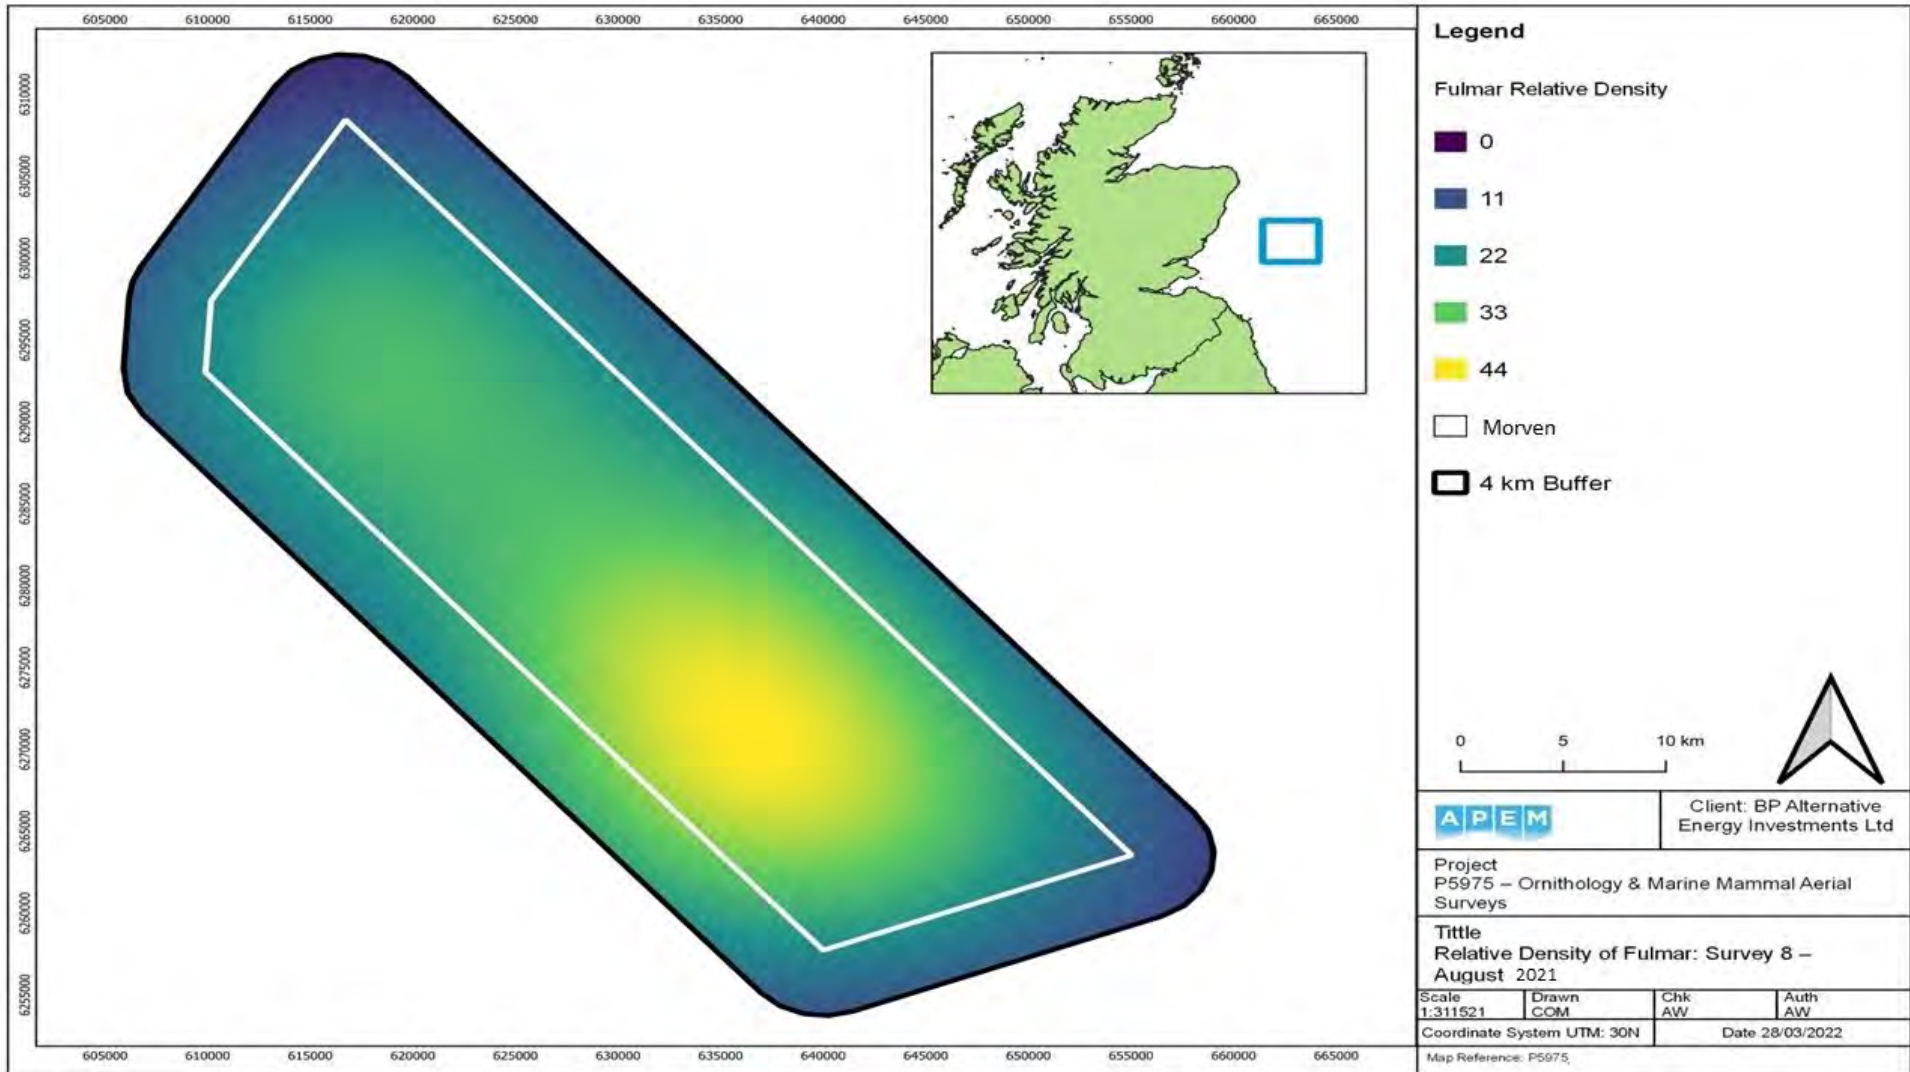 605000 610000 615000 620000 625000 630000 635000 640000 645000 650000 655000 660000 665000
6310000
6305000
6300000
6295000
6290000
6285000
6280000
6275000
6270000
6265000
6260000
6255000
605000 610000 615000 620000 625000 630000 635000 640000 645000 650000 655000 660000 665000
Legend
Fulmar Relative Density
0
11
22
33
44
Morven
4 km Buffer
0 5 10 km
APEM
Client: BP Alternative
Energy Investments Ltd
Project
P5975 – Ornithology & Marine Mammal Aerial
Surveys
Tittle
Relative Density of Fulmar: Survey 8 –
August 2021
Scale Drawn Chk Auth
1:311521 COM AW AW
Coordinate System UTM: 30N Date 28/03/2022
Map Reference: P5975